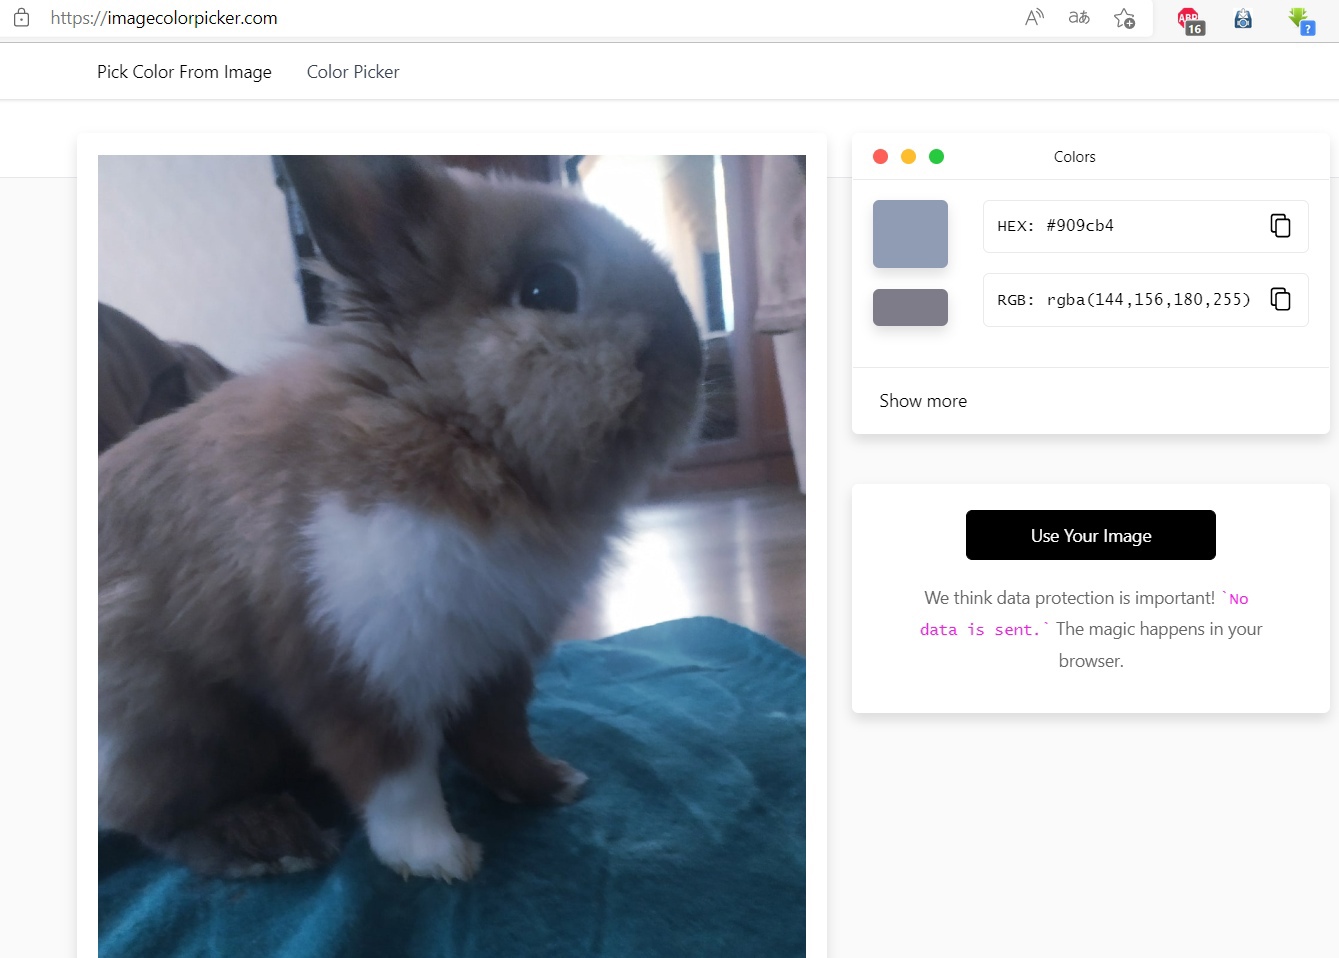 https://imagecolorpicker.com
A))
aあ
ABP
16
?
Pick Color From Image
Color Picker
Colors
HEX: #909cb4
RGB: rgba(144,156,180,255)
Show more
Use Your Image
We think data protection is important! `No
data is sent.` The magic happens in your
browser.